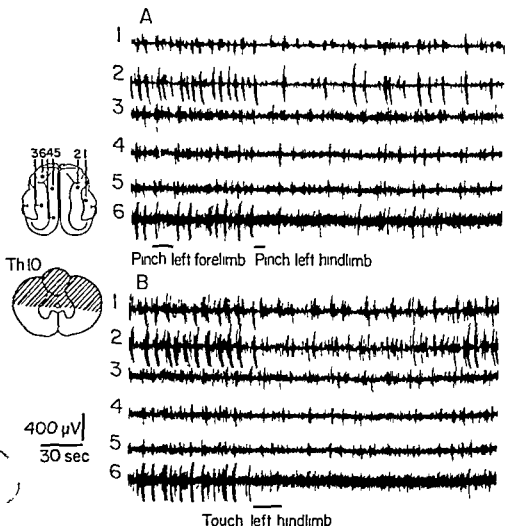 A
1
2
3
4
5
6
3645 21
Pinch left forelimb Pinch left hindlimb
Th10
B
1
2
3
4
5
6
400 µV
30 sec
Touch left hindlimb